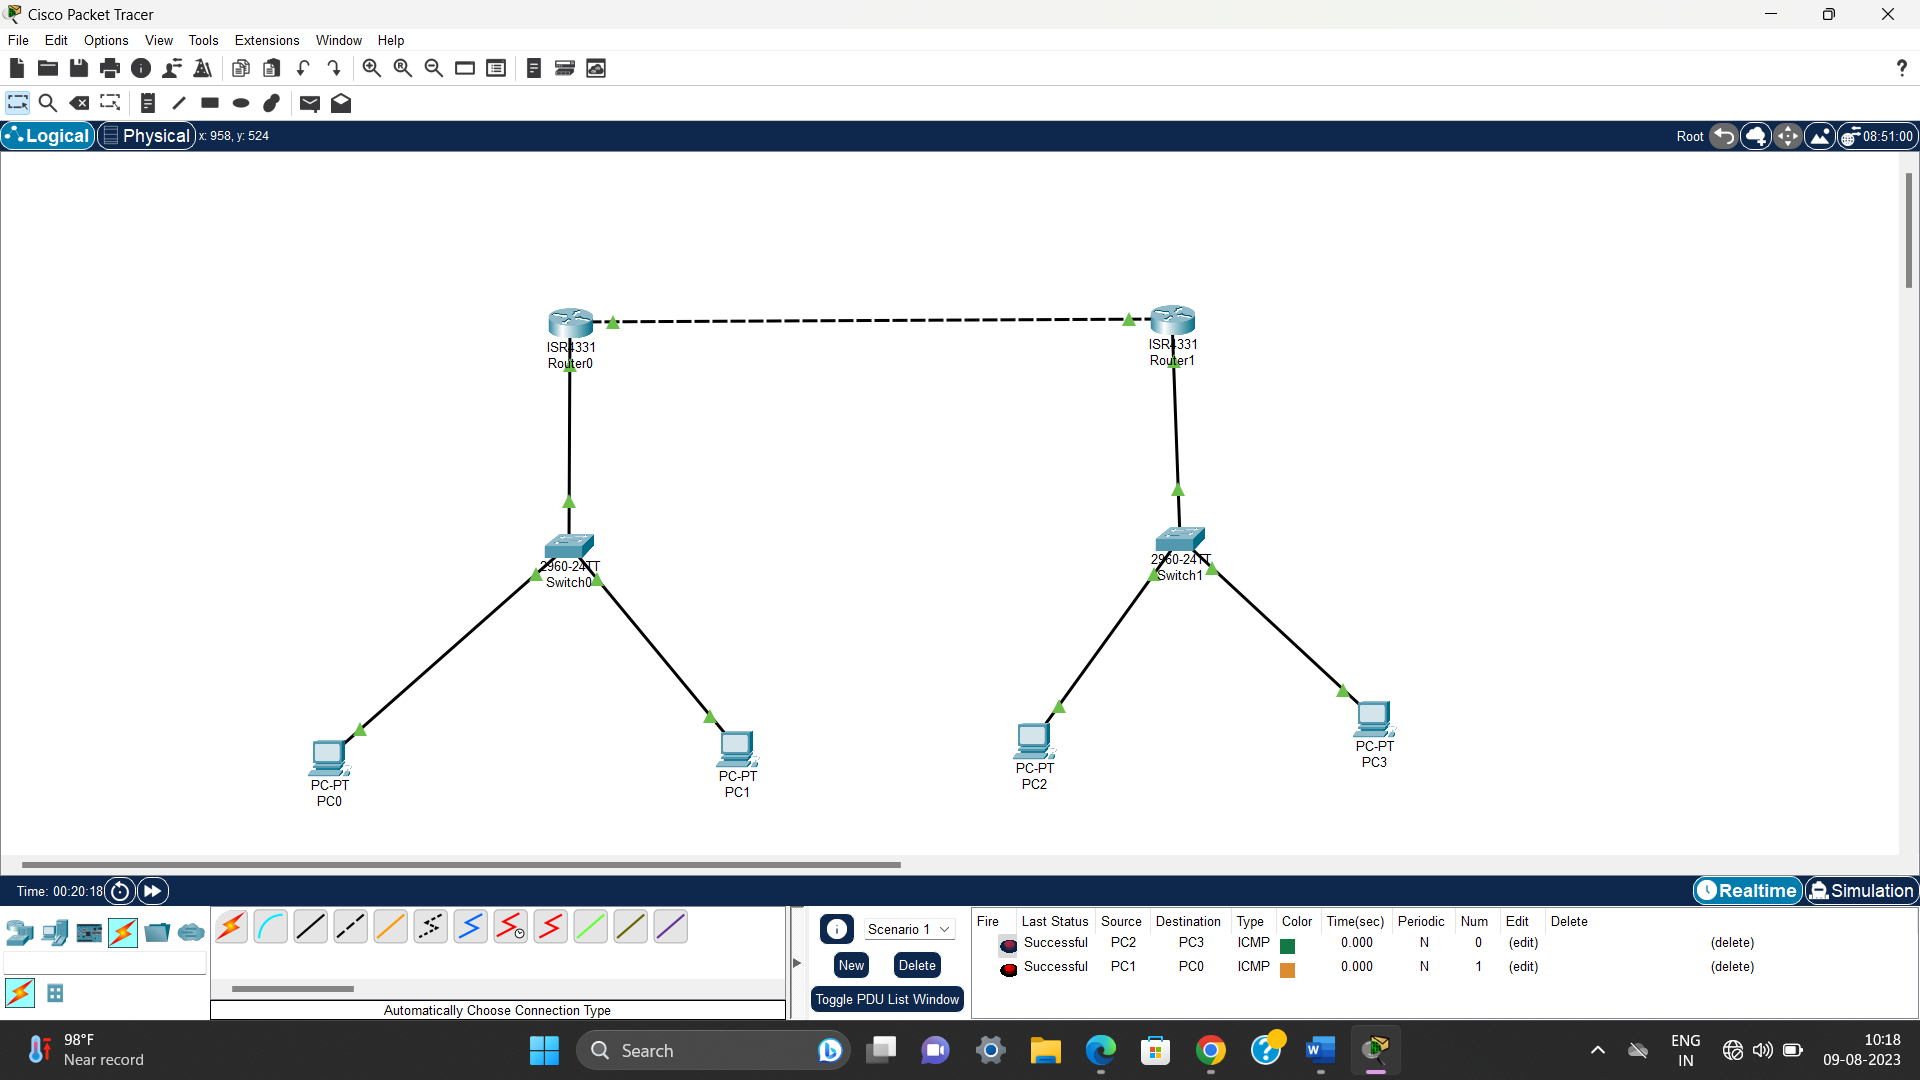 Cisco Packet Tracer
File Edit Options View Tools Extensions Window Help
?
Logical Physical x: 958, y: 524 Root 08:51:00
ISR4331
Router0
ISR4331
Router1
2960-24TT
Switch0
2960-24TT
Switch1
PC-PT
PC0
PC-PT
PC1
PC-PT
PC2
PC-PT
PC3
Time: 00:20:18 Realtime Simulation
Automatically Choose Connection Type
Scenario 1
New Delete
Toggle PDU List Window
Fire Last Status Source Destination Type Color Time(sec) Periodic Num Edit Delete
Successful PC2 PC3 ICMP 0.000 N 0 (edit) (delete)
Successful PC1 PC0 ICMP 0.000 N 1 (edit) (delete)
98°F
Near record
Search
ENG
IN
10:18
09-08-2023